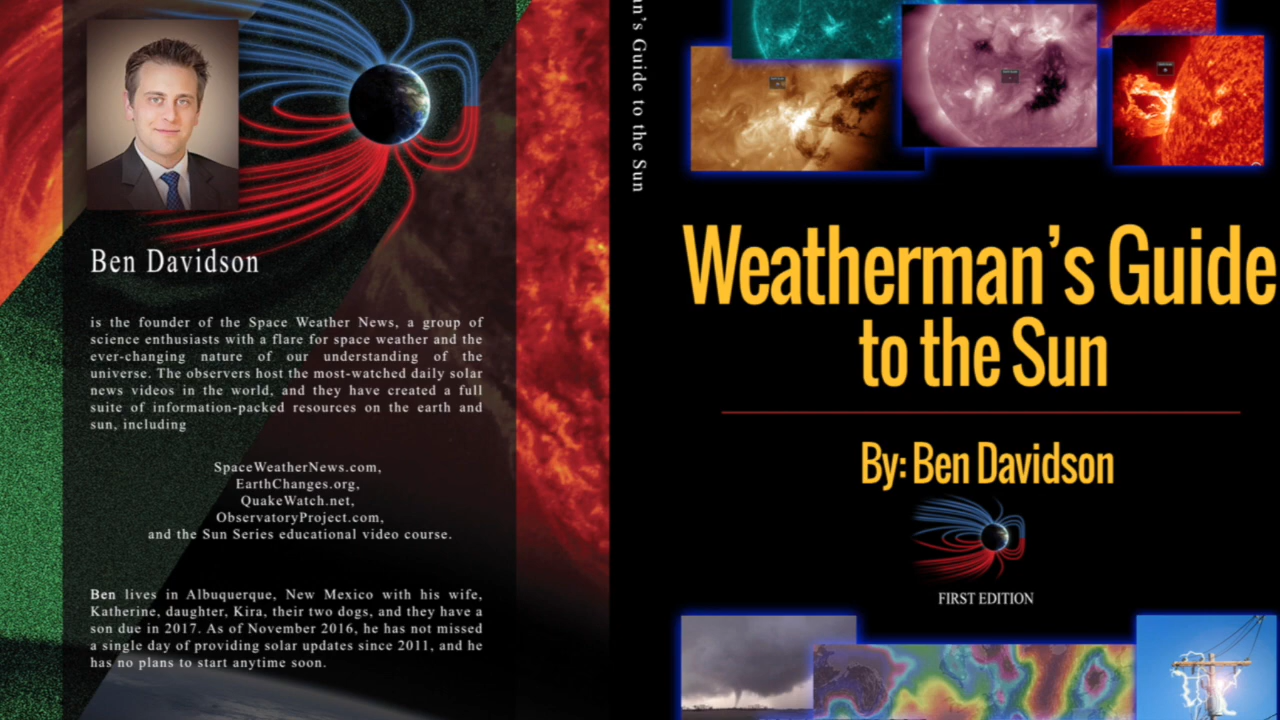 Ben Davidson
is the founder of the Space Weather News, a group of
science enthusiasts with a flare for space weather and the
ever-changing nature of our understanding of the
universe. The observers host the most-watched daily solar
news videos in the world, and they have created a full
suite of information-packed resources on the earth and
sun, including
SpaceWeatherNews.com,
EarthChanges.org,
QuakeWatch.net,
ObservatoryProject.com,
and the Sun Series educational video course.
Ben lives in Albuquerque, New Mexico with his wife,
Katherine, daughter, Kira, their two dogs, and they have a
son due in 2017. As of November 2016, he has not missed
a single day of providing solar updates since 2011, and he
has no plans to start anytime soon.
n's Guide to the Sun
Weatherman's Guide
to the Sun
By: Ben Davidson
FIRST EDITION